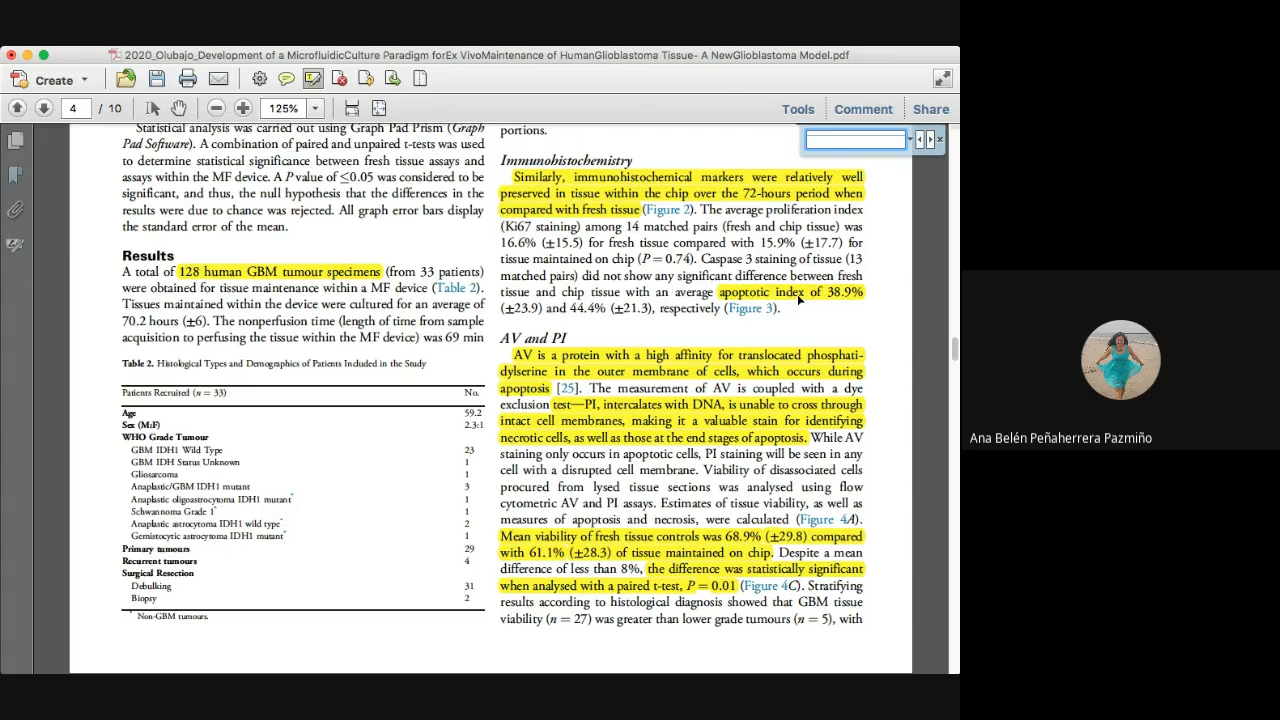 2020_Olubajo_Development of a MicrofluidicCulture Paradigm forEx VivoMaintenance of HumanGlioblastoma Tissue- A NewGlioblastoma Model.pdf
Create
4 / 10
125%
Tools
Comment
Share
Statistical analysis was carried out using Graph Pad Prism (Graph
Pad Software). A combination of paired and unpaired t-tests was used
to determine statistical significance between fresh tissue assays and
assays within the MF device. A P value of ≤0.05 was considered to be
significant, and thus, the null hypothesis that the differences in the
results were due to chance was rejected. All graph error bars display
the standard error of the mean.
Results
A total of 128 human GBM tumour specimens (from 33 patients)
were obtained for tissue maintenance within a MF device (Table 2).
Tissues maintained within the device were cultured for an average of
70.2 hours (±6). The nonperfusion time (length of time from sample
acquisition to perfusing the tissue within the MF device) was 69 min
Table 2. Histological Types and Demographics of Patients Included in the Study
Patients Recruited (n = 33) No.
Age 59.2
Sex (M:F) 2.3:1
WHO Grade Tumour
GBM IDH1 Wild Type 23
GBM IDH Status Unknown 1
Gliosarcoma 1
Anaplastic/GBM IDH1 mutant 3
Anaplastic oligoastrocytoma IDH1 mutant* 1
Schwannoma Grade 1* 1
Anaplastic astrocytoma IDH1 wild type* 2
Gemistocytic astrocytoma IDH1 mutant* 1
Primary tumours 29
Recurrent tumours 4
Surgical Resection
Debulking 31
Biopsy 2
* Non-GBM tumours.
portions.
Immunohistochemistry
Similarly, immunohistochemical markers were relatively well
preserved in tissue within the chip over the 72-hours period when
compared with fresh tissue (Figure 2). The average proliferation index
(Ki67 staining) among 14 matched pairs (fresh and chip tissue) was
16.6% (±15.5) for fresh tissue compared with 15.9% (±17.7) for
tissue maintained on chip (P = 0.74). Caspase 3 staining of tissue (13
matched pairs) did not show any significant difference between fresh
tissue and chip tissue with an average apoptotic index of 38.9%
(±23.9) and 44.4% (±21.3), respectively (Figure 3).
AV and PI
AV is a protein with a high affinity for translocated phosphati-
dylserine in the outer membrane of cells, which occurs during
apoptosis [25]. The measurement of AV is coupled with a dye
exclusion test—PI, intercalates with DNA, is unable to cross through
intact cell membranes, making it a valuable stain for identifying
necrotic cells, as well as those at the end stages of apoptosis. While AV
staining only occurs in apoptotic cells, PI staining will be seen in any
cell with a disrupted cell membrane. Viability of disassociated cells
procured from lysed tissue sections was analysed using flow
cytometric AV and PI assays. Estimates of tissue viability, as well as
measures of apoptosis and necrosis, were calculated (Figure 4A).
Mean viability of fresh tissue controls was 68.9% (±29.8) compared
with 61.1% (±28.3) of tissue maintained on chip. Despite a mean
difference of less than 8%, the difference was statistically significant
when analysed with a paired t-test, P = 0.01 (Figure 4C). Stratifying
results according to histological diagnosis showed that GBM tissue
viability (n = 27) was greater than lower grade tumours (n = 5), with
Ana Belén Peñaherrera Pazmiño